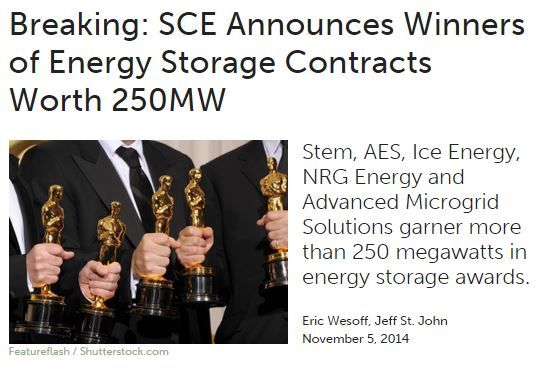 Breaking: SCE Announces Winners
of Energy Storage Contracts
Worth 250MW
Stem, AES, Ice Energy,
NRG Energy and
Advanced Microgrid
Solutions garner more
than 250 megawatts in
energy storage awards.
Eric Wesoff, Jeff St. John
November 5, 2014
Featureflash / Shutterstock.com